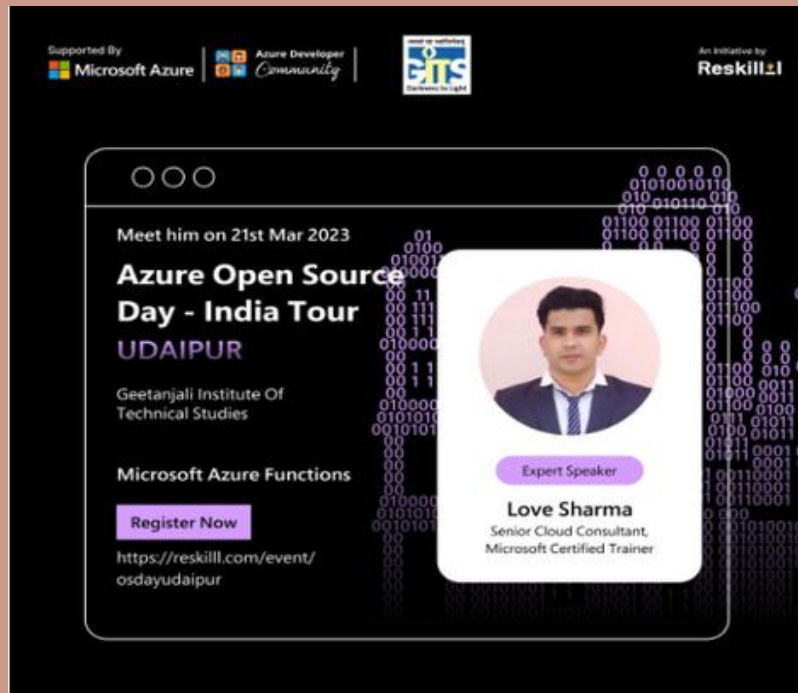 Supported By
Microsoft Azure
Azure Developer
Community
GITS
Darkness to Light
An Initiative by
Reskilll
Meet him on 21st Mar 2023
Azure Open Source
Day - India Tour
UDAIPUR
Geetanjali Institute Of
Technical Studies
Microsoft Azure Functions
Register Now
https://reskilll.com/event/
osdayudaipur
Expert Speaker
Love Sharma
Senior Cloud Consultant,
Microsoft Certified Trainer